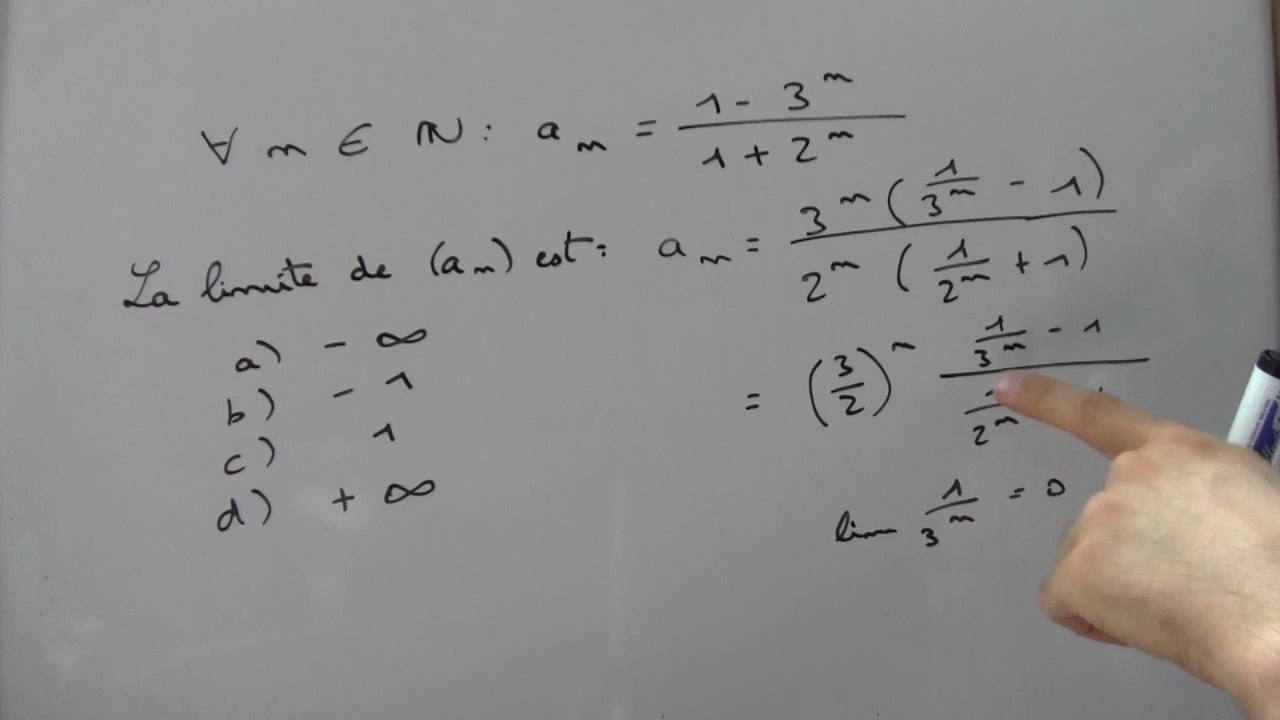 ∀ n ∈ ℕ : aₙ = (1 - 3ⁿ) / (1 + 2ⁿ)
La limite de (aₙ) est : aₙ = 3ⁿ (1/3ⁿ - 1) / 2ⁿ (1/2ⁿ + 1)
a) - ∞
b) - 1
c) 1
d) + ∞
= (3/2)ⁿ (1/3ⁿ - 1) / (1/2ⁿ
lim 1/3ⁿ = 0